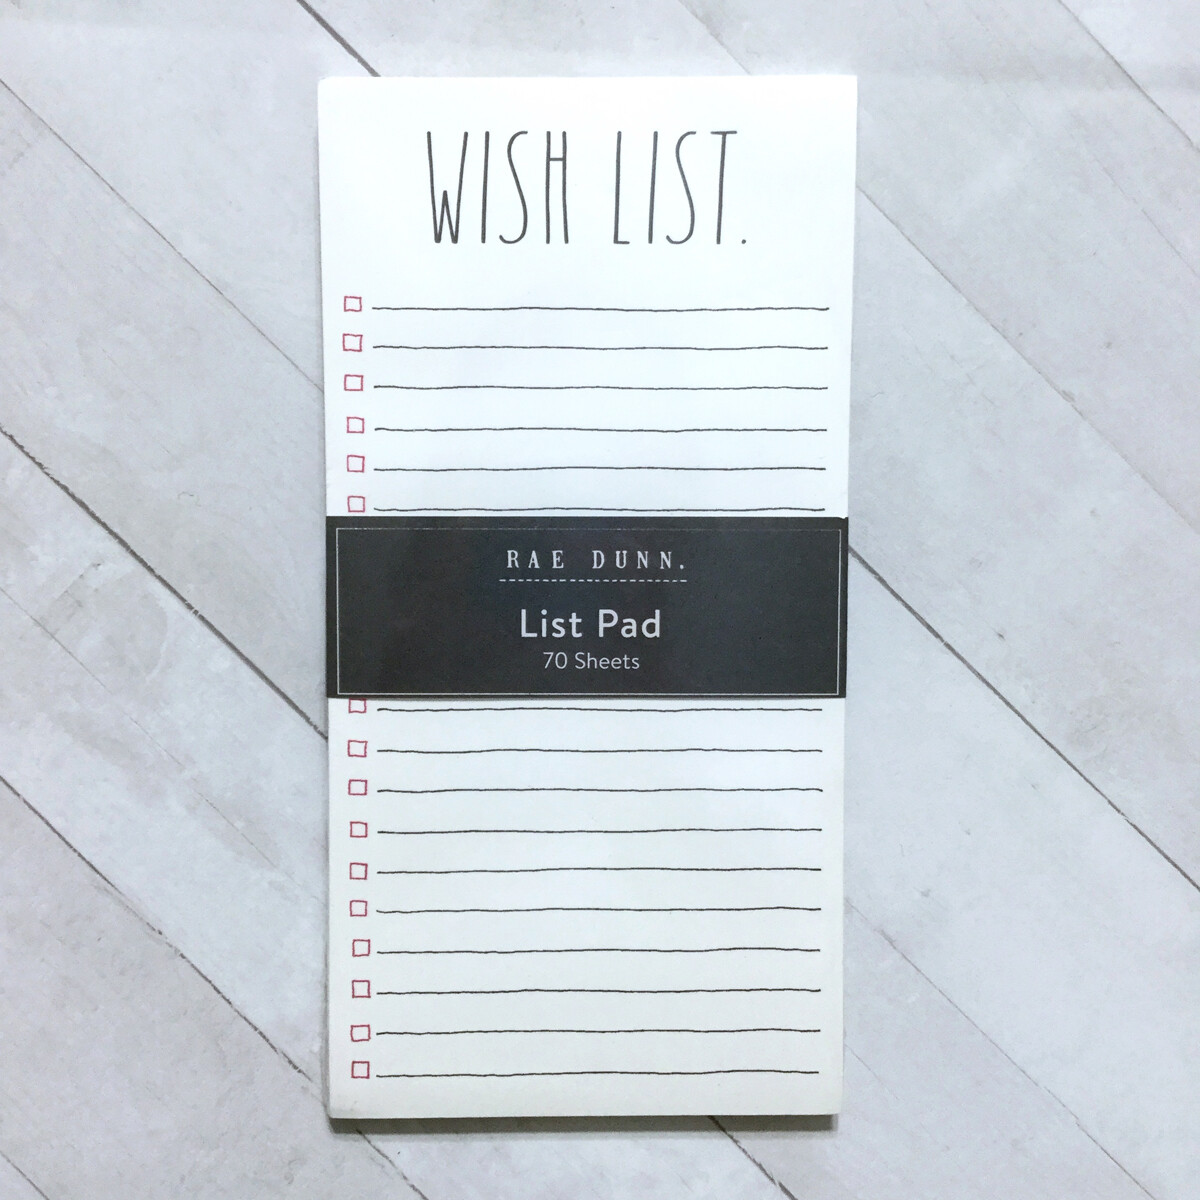 WISH LIST.
RAE DUNN.
List Pad
70 Sheets